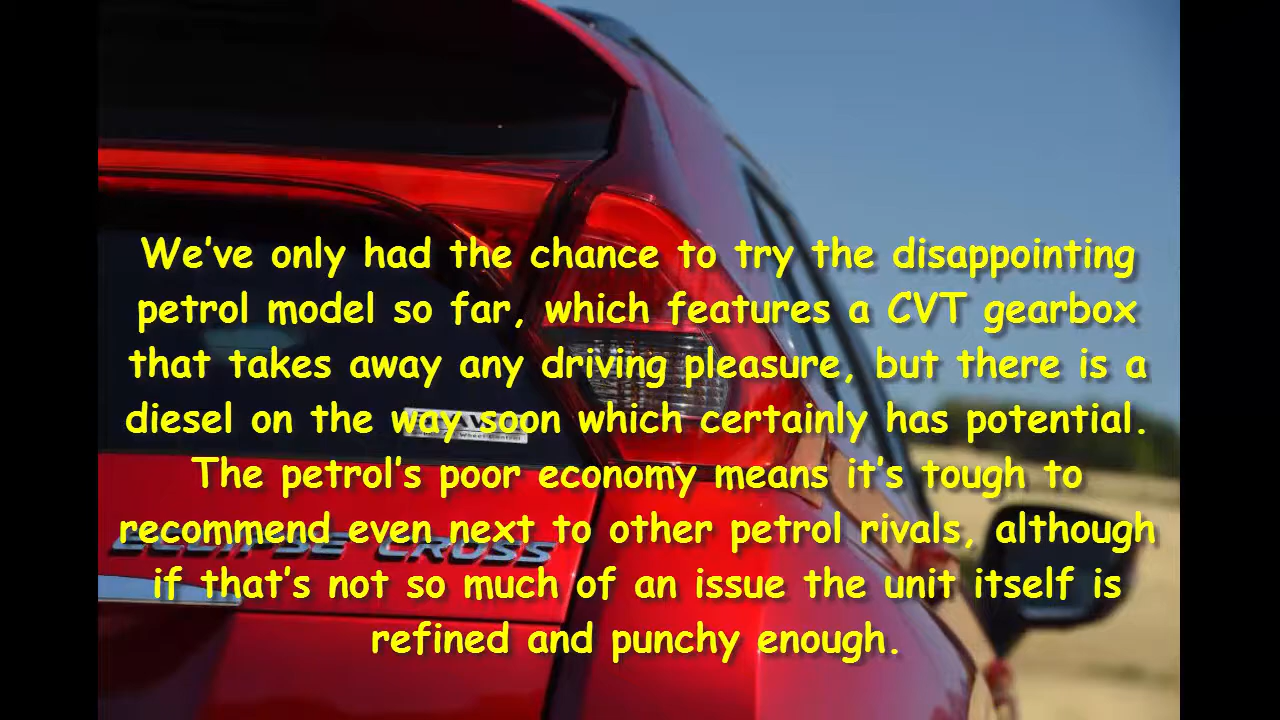 We've only had the chance to try the disappointing
petrol model so far, which features a CVT gearbox
that takes away any driving pleasure, but there is a
diesel on the way soon which certainly has potential.
The petrol's poor economy means it's tough to
recommend even next to other petrol rivals, although
if that's not so much of an issue the unit itself is
refined and punchy enough.
ECLIPSE CROSS